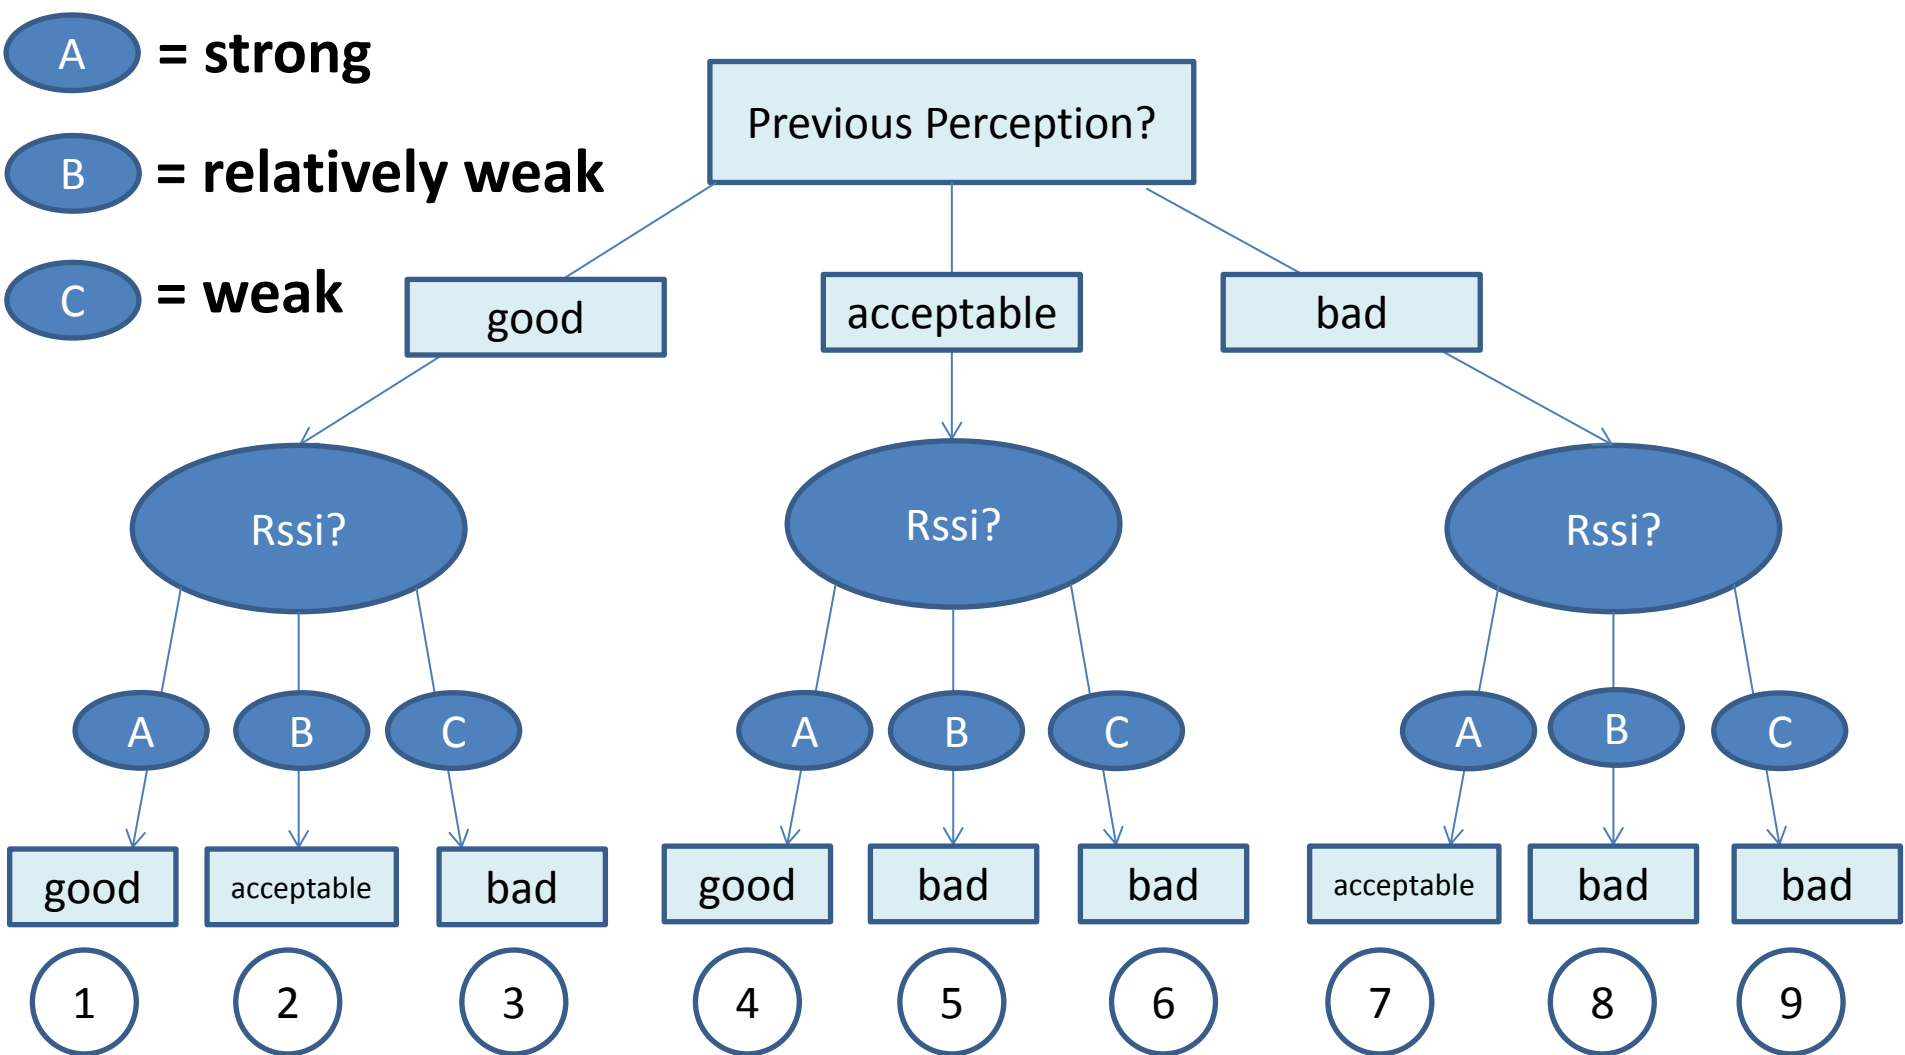 A = strong
B = relatively weak
C = weak
Previous Perception?
good acceptable bad
Rssi? Rssi? Rssi?
A B C A B C A B C
good acceptable bad good bad bad acceptable bad bad
1 2 3 4 5 6 7 8 9